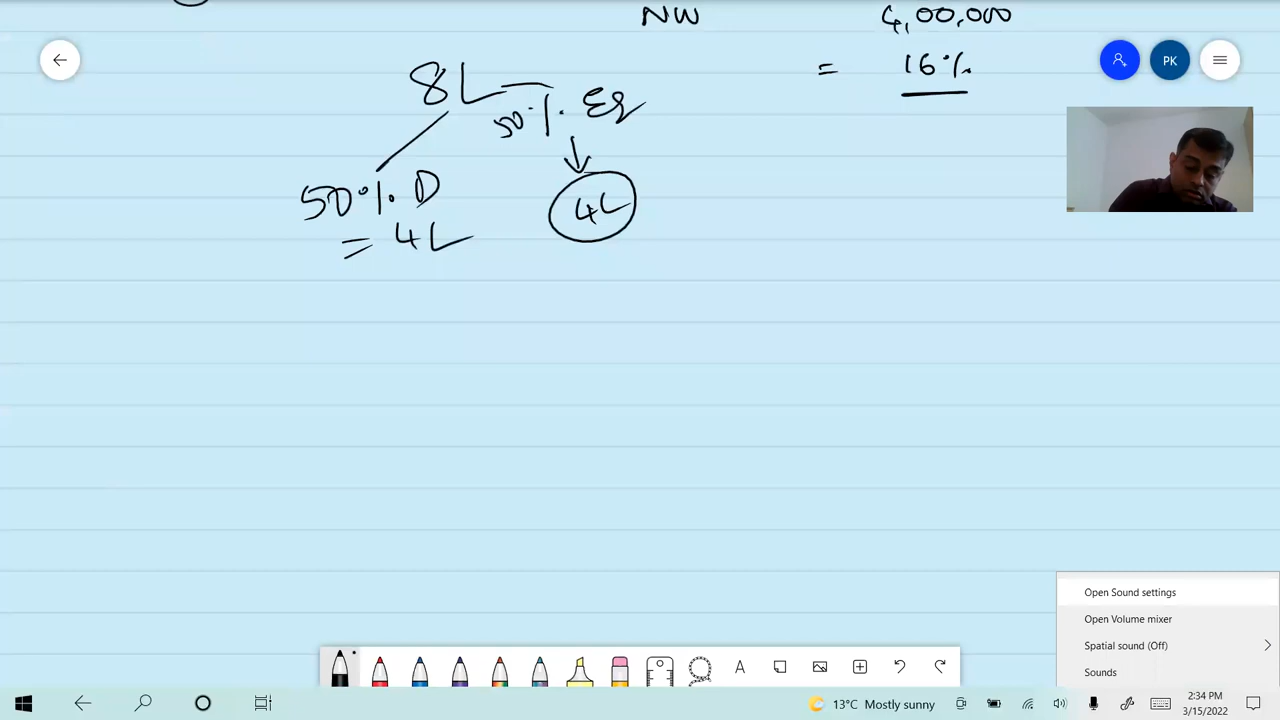 NW 4,00,000
= 16%
8L
50% Eq
50% D
= 4L
4L
PK
Open Sound settings
Open Volume mixer
Spatial sound (Off)
Sounds
A
13°C Mostly sunny
2:34 PM
3/15/2022